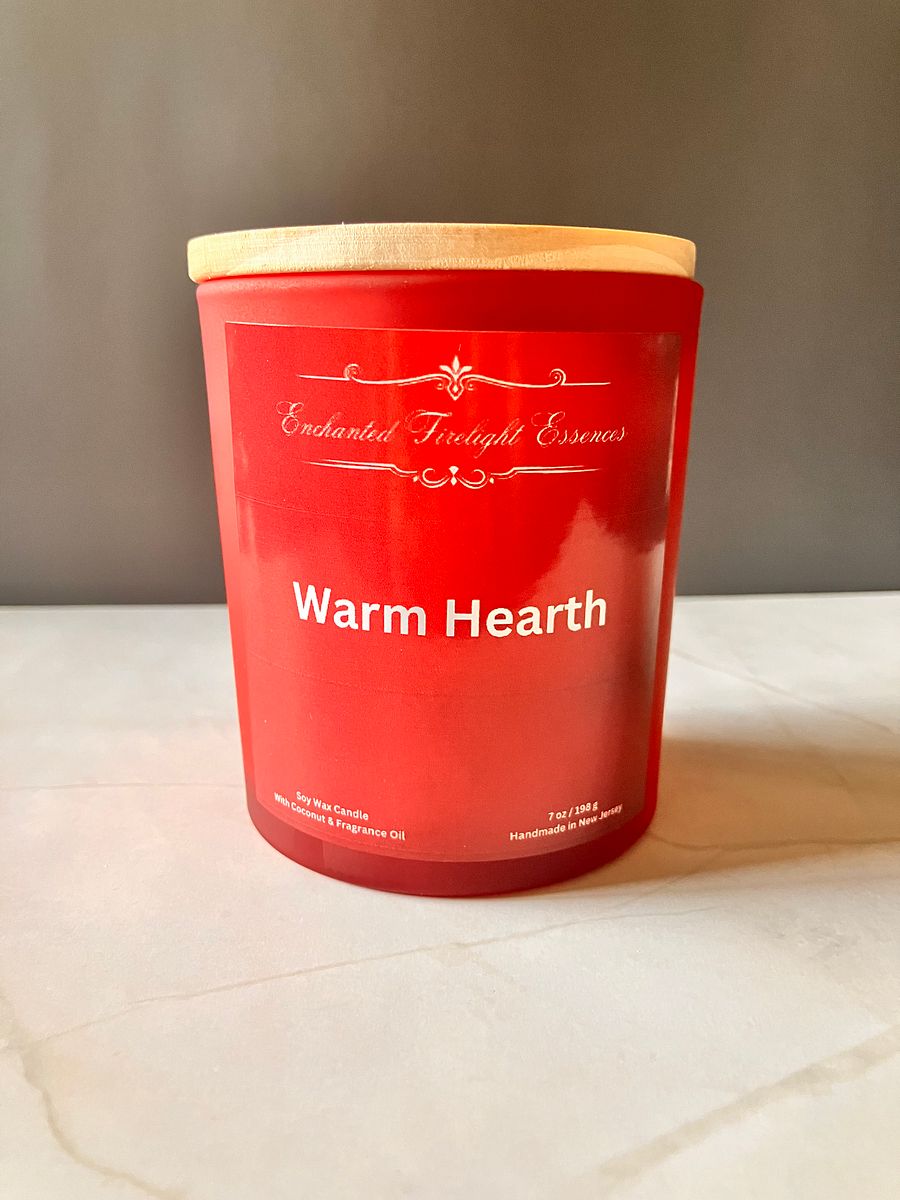 Enchanted Firelight Essences
Warm Hearth
Soy Wax Candle
With Coconut & Fragrance Oil
7 oz / 198 g
Handmade in New Jersey